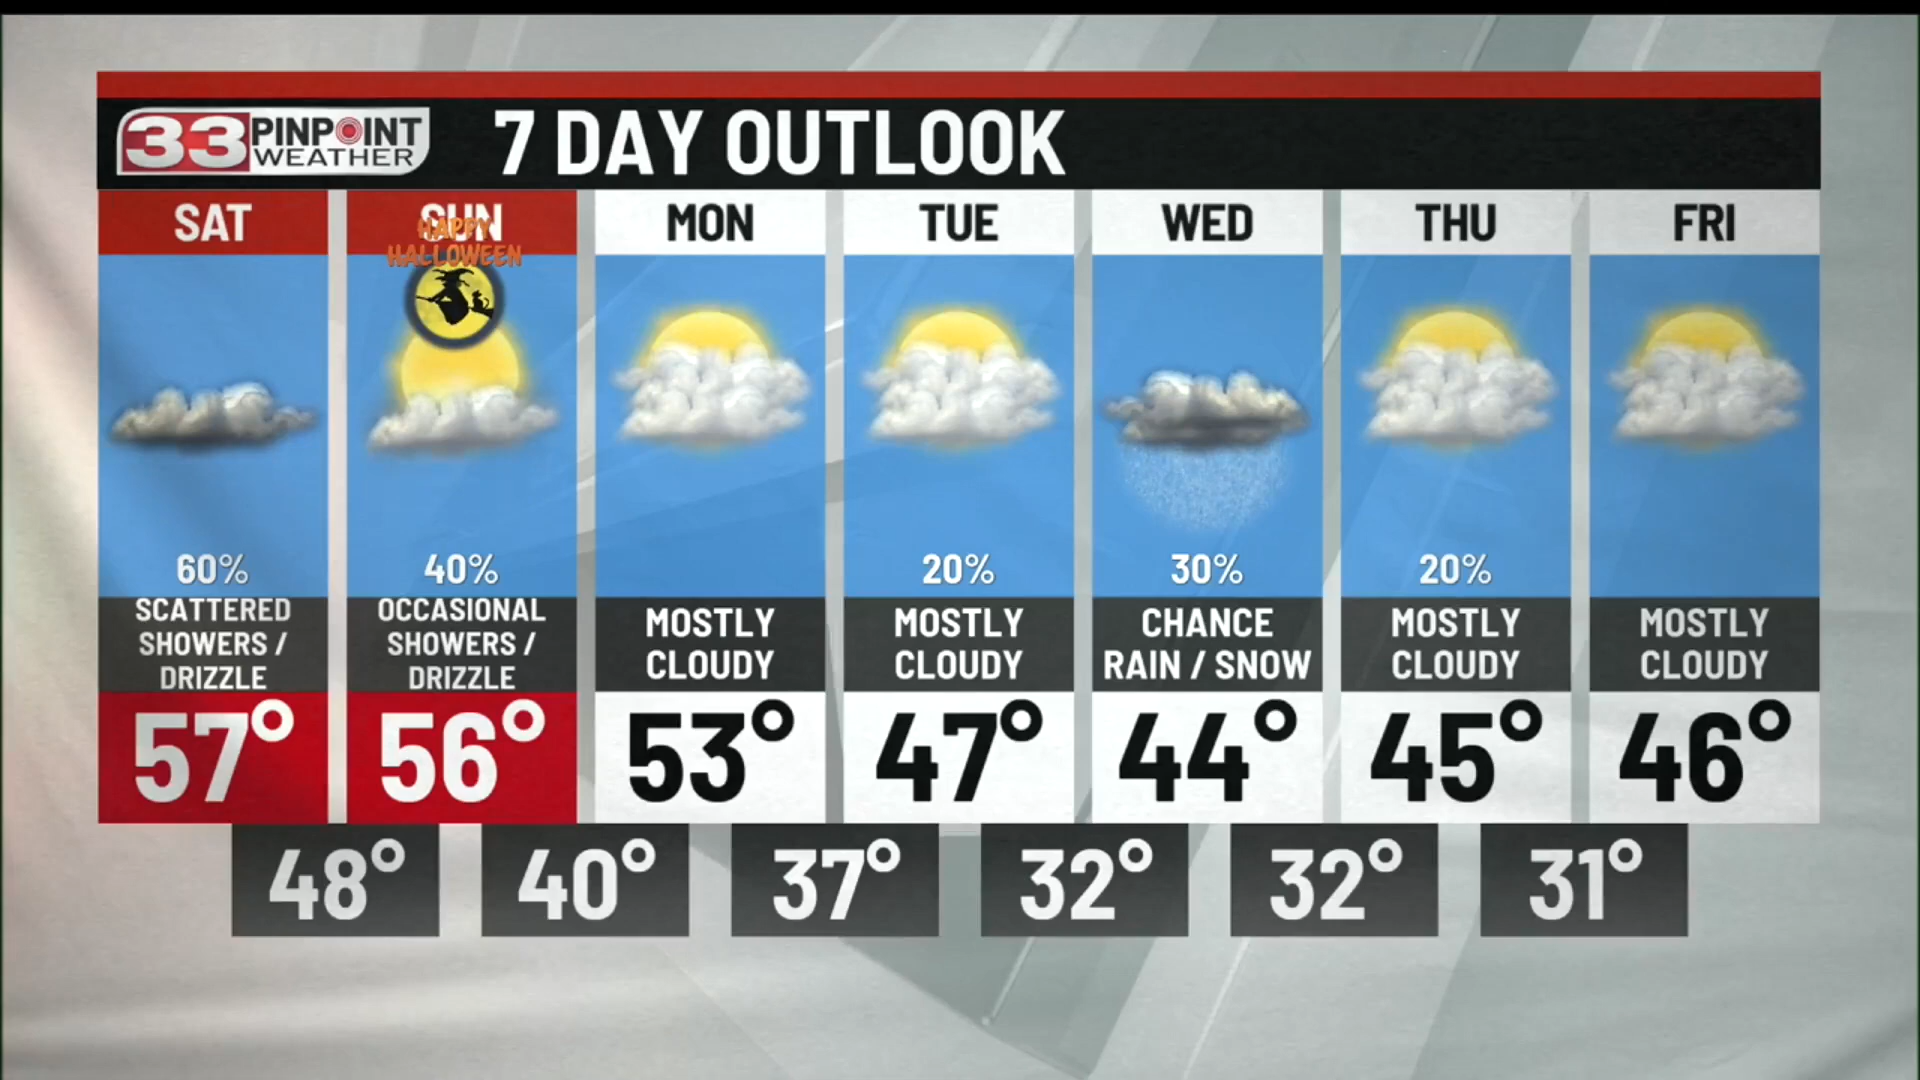 33 PINPOINT WEATHER
7 DAY OUTLOOK
SAT
60%
SCATTERED
SHOWERS /
DRIZZLE
57°
SUN
HAPPY
HALLOWEEN
40%
OCCASIONAL
SHOWERS /
DRIZZLE
56°
MON
MOSTLY
CLOUDY
53°
TUE
20%
MOSTLY
CLOUDY
47°
WED
30%
CHANCE
RAIN / SNOW
44°
THU
20%
MOSTLY
CLOUDY
45°
FRI
MOSTLY
CLOUDY
46°
48° 40° 37° 32° 32° 31°